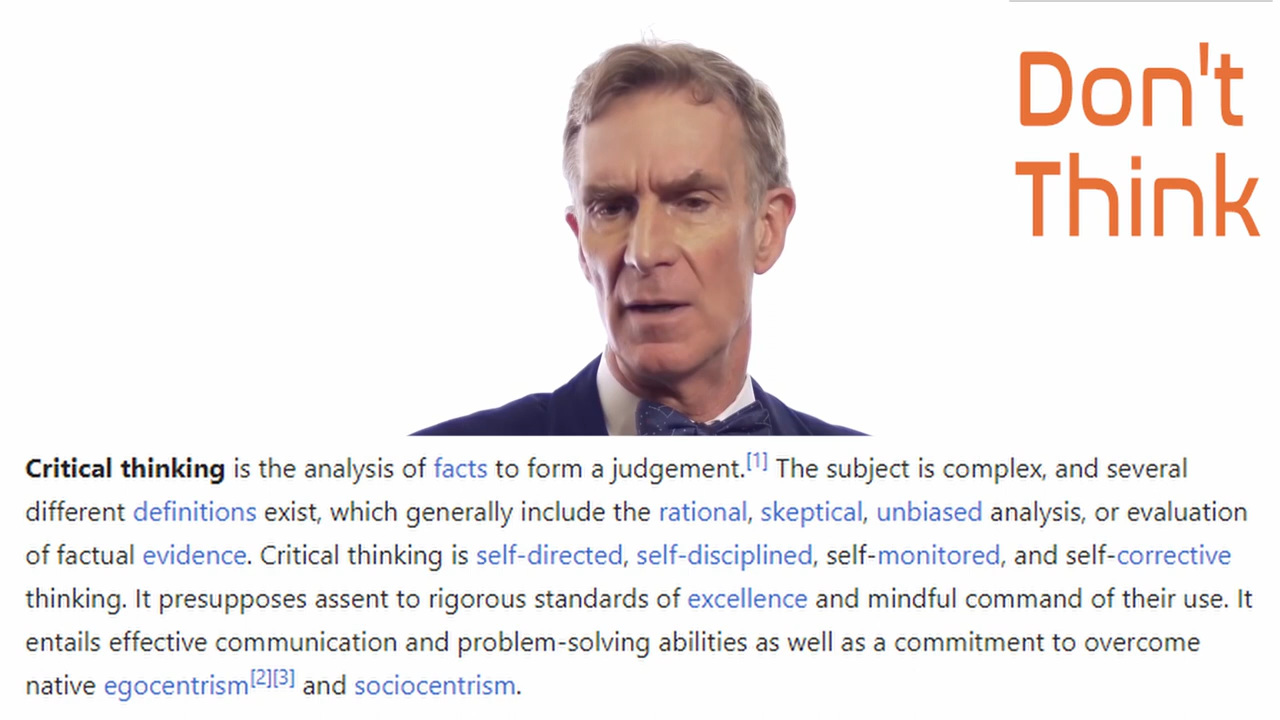 Don't
Think
Critical thinking is the analysis of facts to form a judgement.[1] The subject is complex, and several
different definitions exist, which generally include the rational, skeptical, unbiased analysis, or evaluation
of factual evidence. Critical thinking is self-directed, self-disciplined, self-monitored, and self-corrective
thinking. It presupposes assent to rigorous standards of excellence and mindful command of their use. It
entails effective communication and problem-solving abilities as well as a commitment to overcome
native egocentrism[2][3] and sociocentrism.